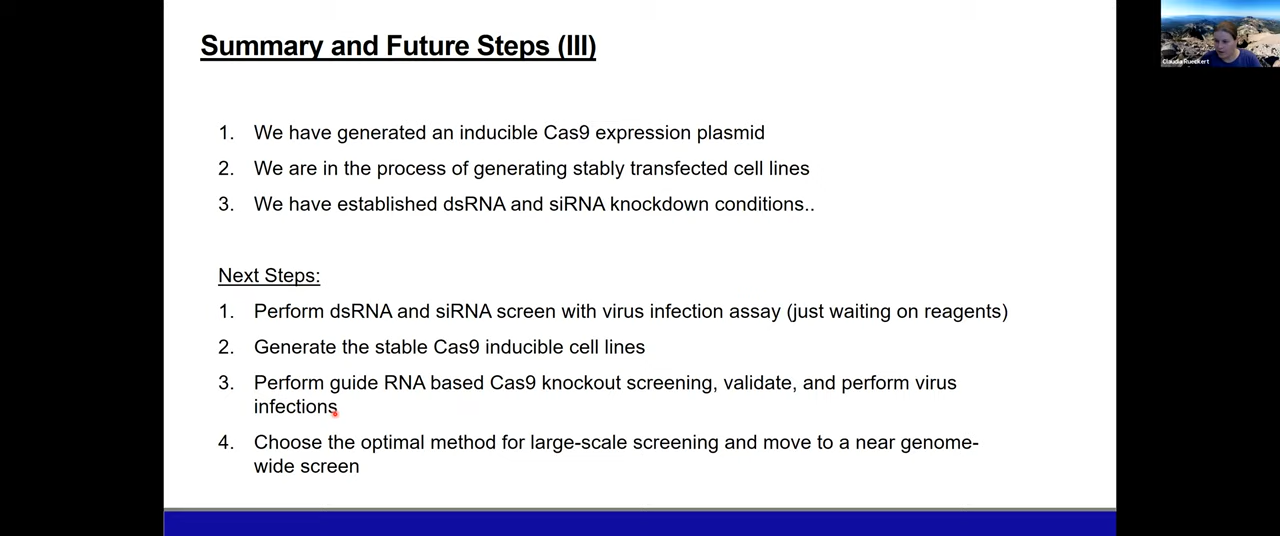 Summary and Future Steps (III)
Claudia Rueckert
1. We have generated an inducible Cas9 expression plasmid
2. We are in the process of generating stably transfected cell lines
3. We have established dsRNA and siRNA knockdown conditions..
Next Steps:
1. Perform dsRNA and siRNA screen with virus infection assay (just waiting on reagents)
2. Generate the stable Cas9 inducible cell lines
3. Perform guide RNA based Cas9 knockout screening, validate, and perform virus
infections
4. Choose the optimal method for large-scale screening and move to a near genome-
wide screen